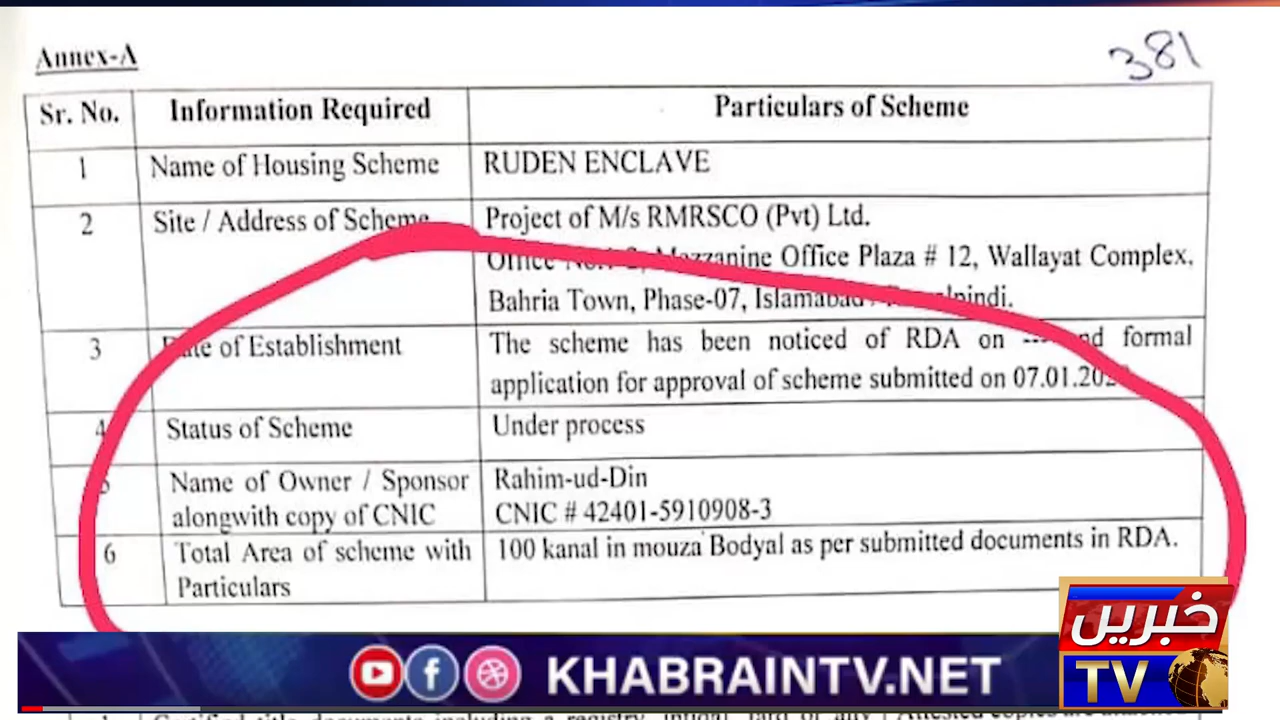 Annex-A
381
Sr. No. Information Required Particulars of Scheme
1 Name of Housing Scheme RUDEN ENCLAVE
2 Site / Address of Scheme Project of M/s RMRSCO (Pvt) Ltd.
Office Mezzanine Office Plaza # 12, Wallayat Complex,
Bahria Town, Phase-07, Islamabad / Rawalpindi.
3 Date of Establishment The scheme has been noticed of RDA on ---- and formal
application for approval of scheme submitted on 07.01.
4 Status of Scheme Under process
5 Name of Owner / Sponsor Rahim-ud-Din
alongwith copy of CNIC CNIC # 42401-5910908-3
6 Total Area of scheme with 100 kanal in mouza Bodyal as per submitted documents in RDA.
Particulars
خبریں
TV
KHABRAINTV.NET